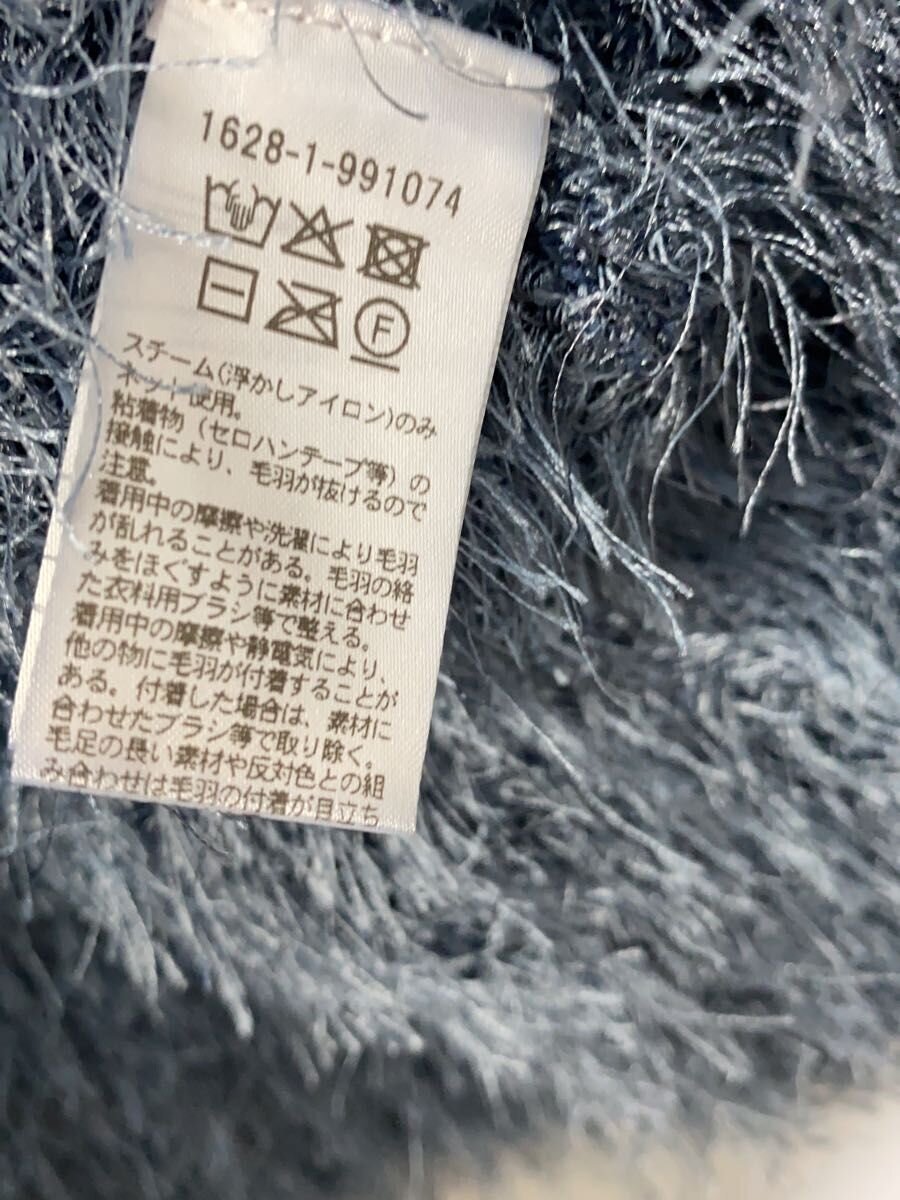 1628-1-991074
F
スチーム(浮かしアイロン)のみ
ネット使用。
粘着物（セロハンテープ等）の
接触により、毛羽が抜けるので
注意。
着用中の摩擦や洗濯により毛羽
が乱れることがある。毛羽の絡
みをほぐすように素材に合わせ
た衣料用ブラシ等で整える。
着用中の摩擦や静電気により、
他の物に毛羽が付着することが
ある。付着した場合は、素材に
合わせたブラシ等で取り除く。
毛足の長い素材や反対色との組
み合わせは毛羽の付着が目立ち